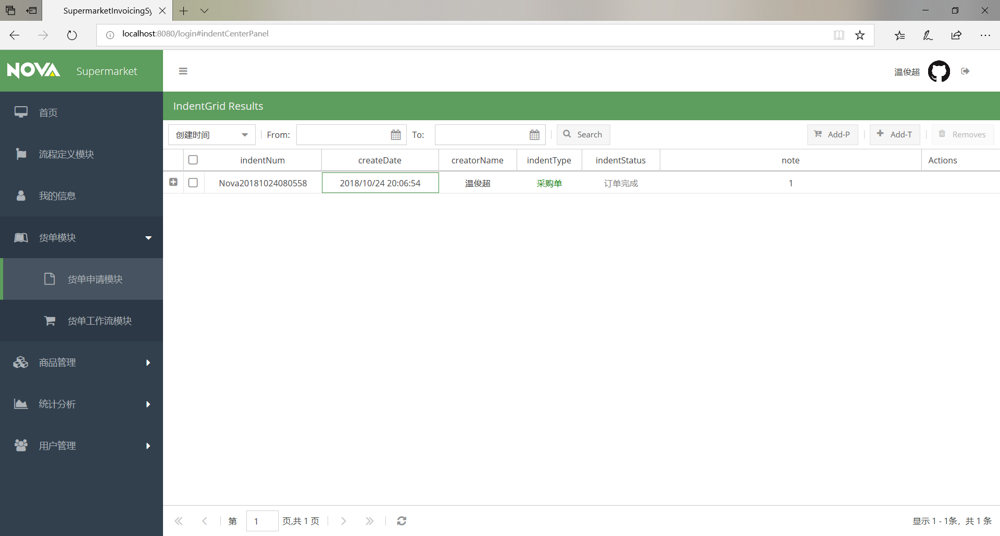 SupermarketInvoicingSy
localhost:8080/login#indentCenterPanel
NOVA Supermarket
温俊超
首页
流程定义模块
我的信息
货单模块
货单申请模块
货单工作流模块
商品管理
统计分析
用户管理
IndentGrid Results
创建时间 From: To: Search Add-P Add-T Removes
indentNum createDate creatorName indentType indentStatus note Actions
Nova20181024080558 2018/10/24 20:06:54 温俊超 采购单 订单完成 1
第 1 页,共 1 页
显示 1 - 1条，共 1 条